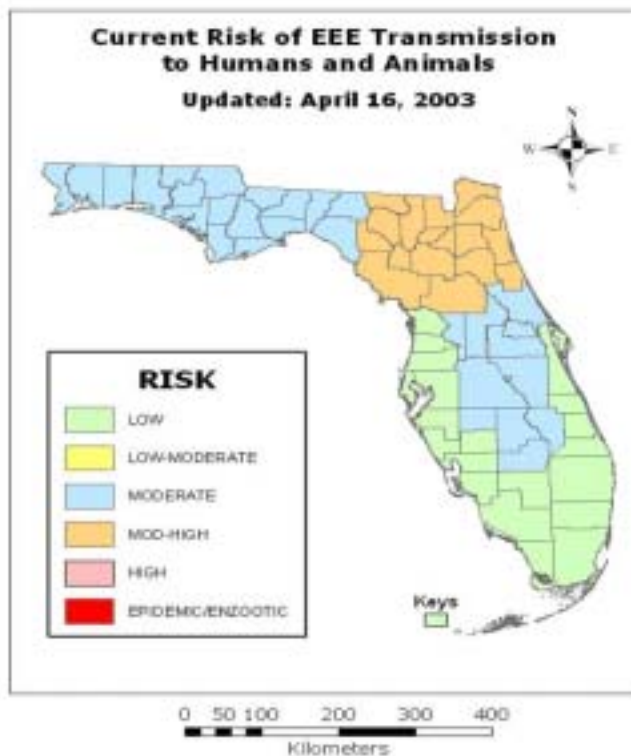 Current Risk of EEE Transmission
to Humans and Animals
Updated: April 16, 2003
N
W E
S
RISK
LOW
LOW-MODERATE
MODERATE
MOD-HIGH
HIGH
EPIDEMIC/ENZOOTIC
Keys
0 50 100 200 300 400
Kilometers